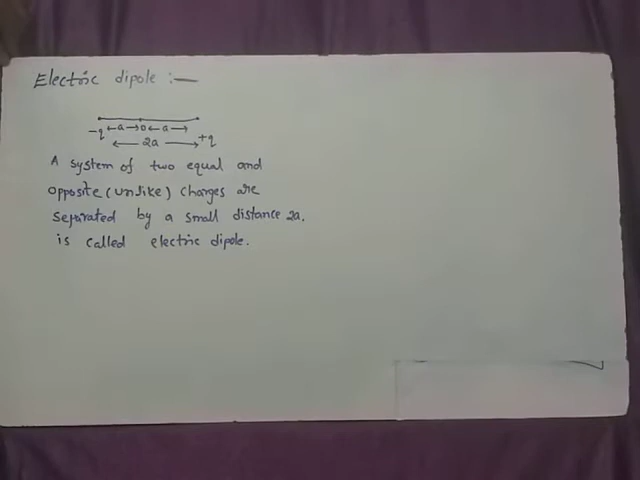 Electric dipole :—
-q ←a→o←a→ +q
← 2a →
A system of two equal and
opposite (unlike) charges are
separated by a small distance 2a.
is called electric dipole.